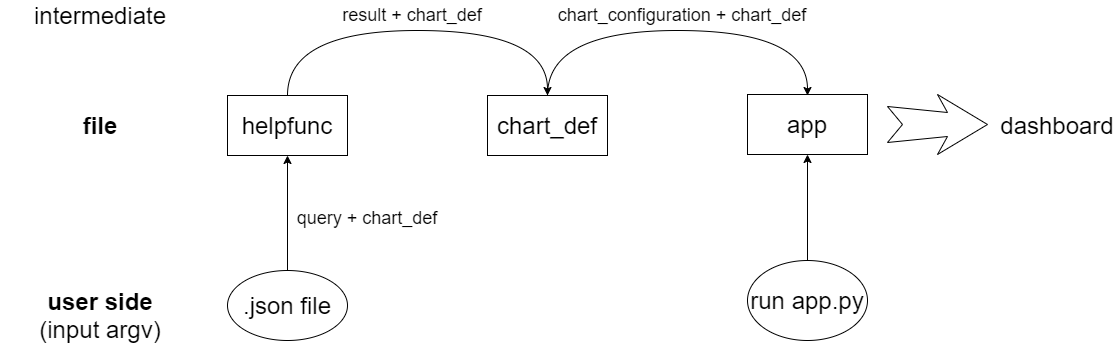 intermediate
result + chart_def
chart_configuration + chart_def
file
helpfunc
chart_def
app
dashboard
query + chart_def
user side
(input argv)
.json file
run app.py